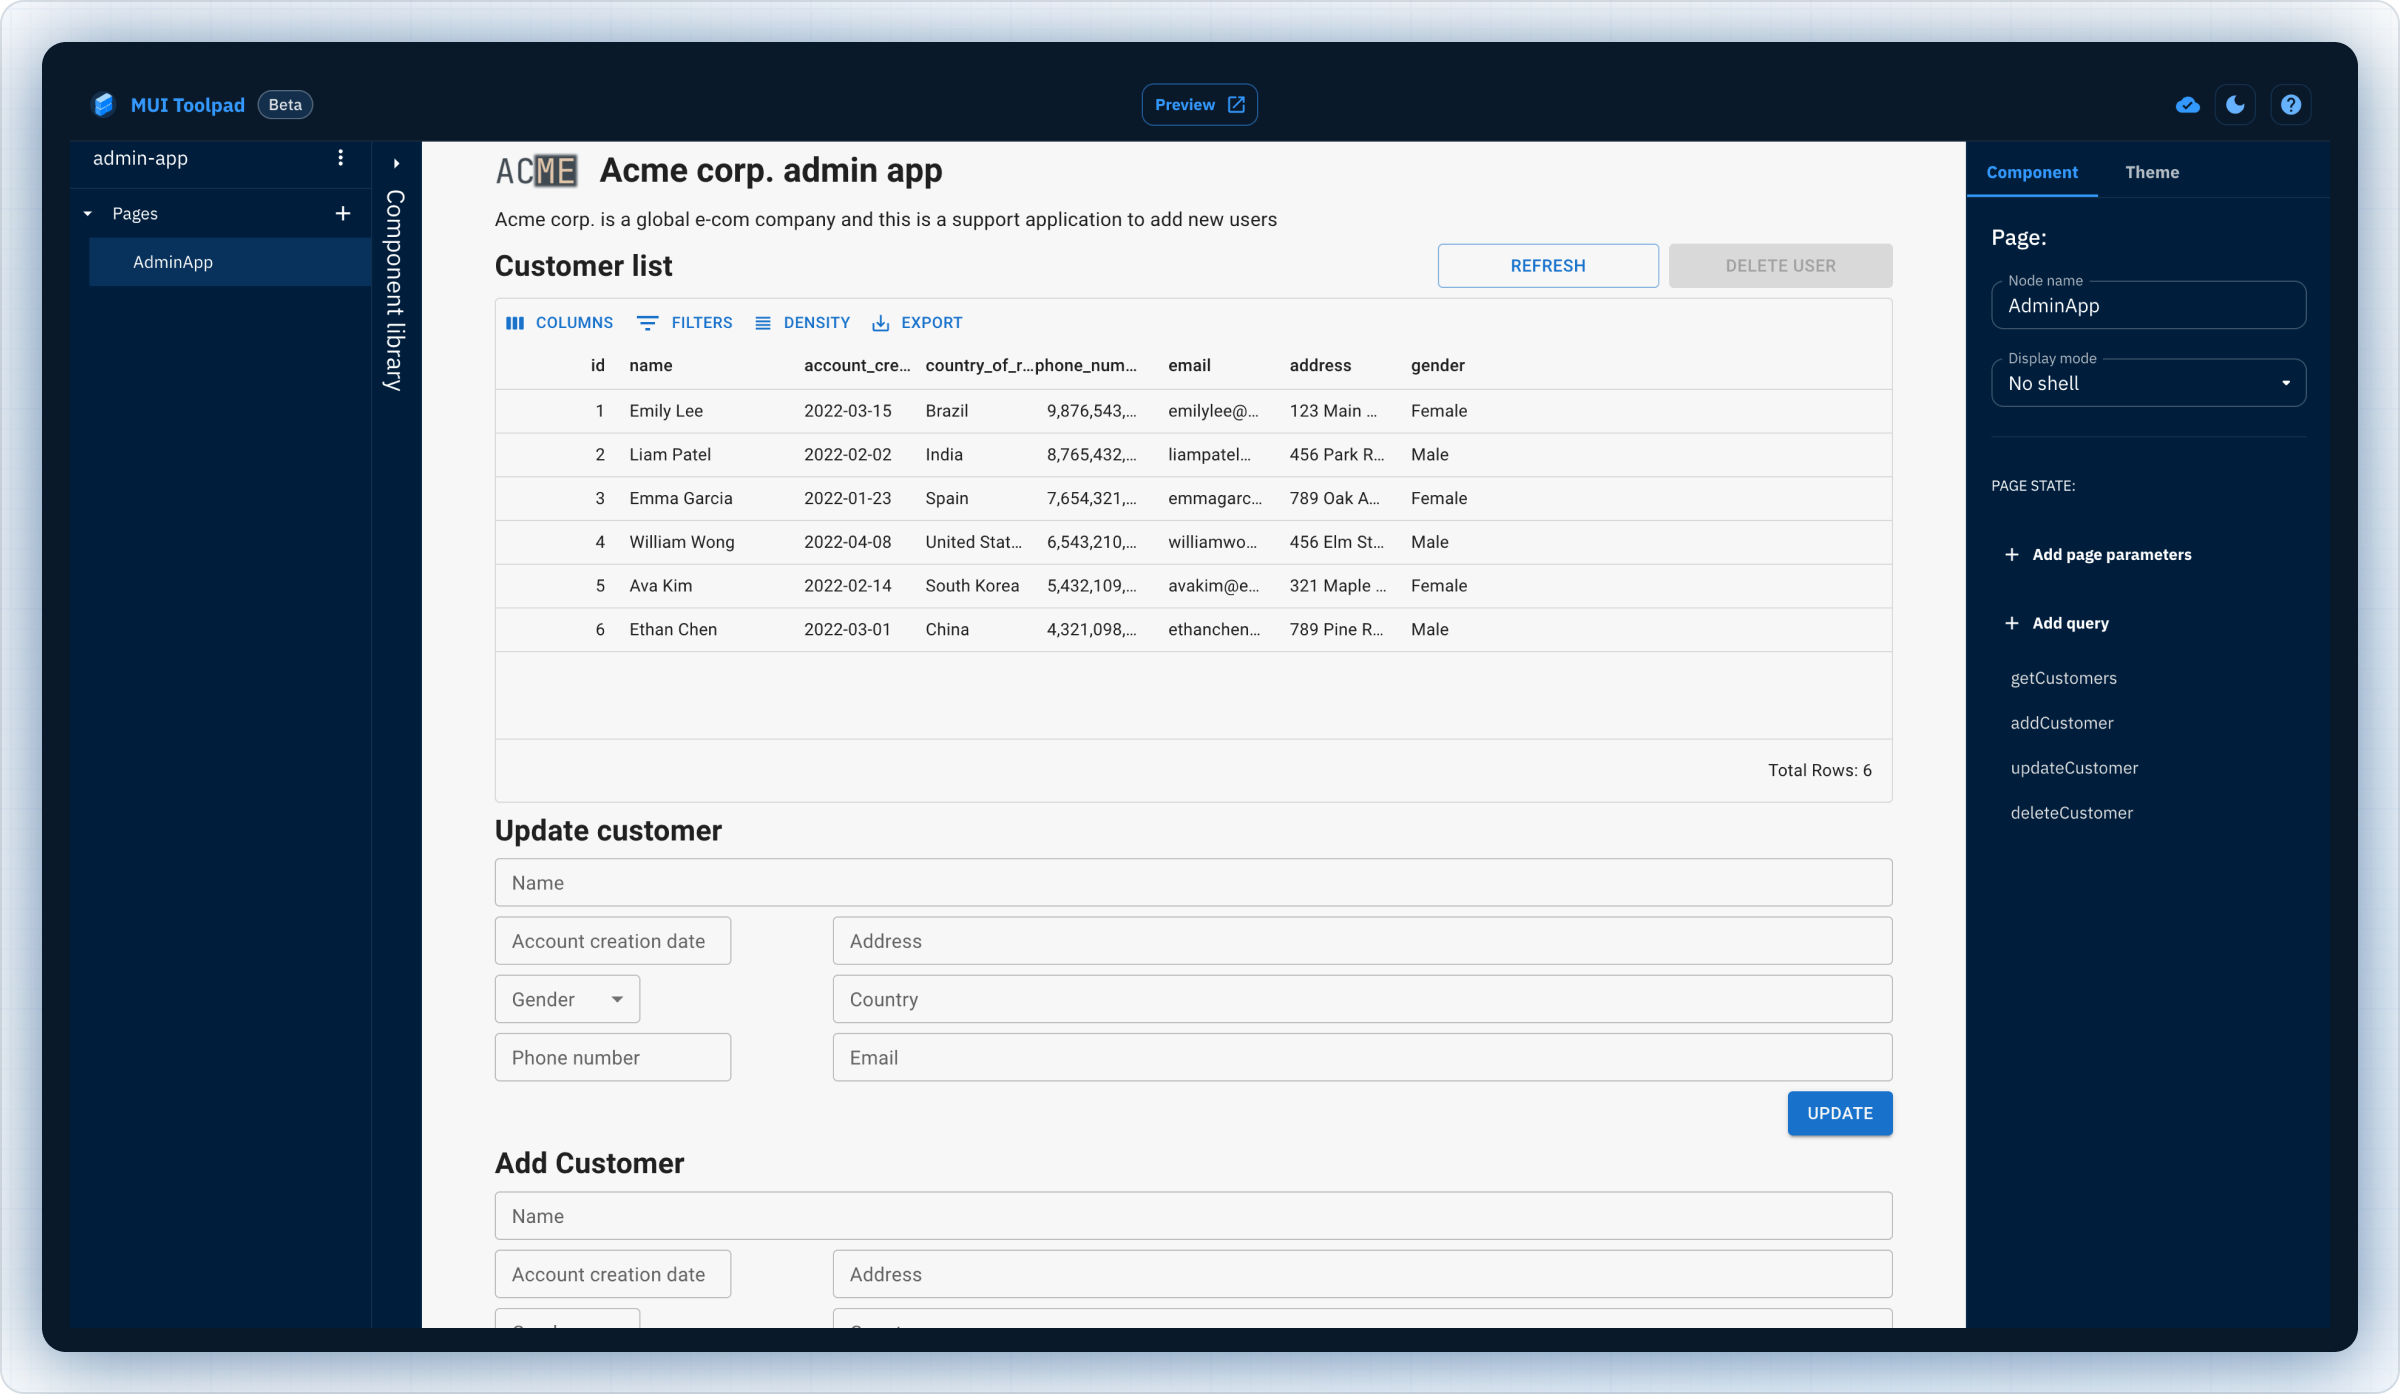 MUI Toolpad Beta Preview
admin-app
Pages
AdminApp
Component library
ACME Acme corp. admin app
Acme corp. is a global e-com company and this is a support application to add new users
Customer list REFRESH DELETE USER
COLUMNS FILTERS DENSITY EXPORT
id name account_cre... country_of_r... phone_num... email address gender
1 Emily Lee 2022-03-15 Brazil 9,876,543,... emilylee@... 123 Main ... Female
2 Liam Patel 2022-02-02 India 8,765,432,... liampatel... 456 Park R... Male
3 Emma Garcia 2022-01-23 Spain 7,654,321,... emmagarc... 789 Oak A... Female
4 William Wong 2022-04-08 United Stat... 6,543,210,... williamwo... 456 Elm St... Male
5 Ava Kim 2022-02-14 South Korea 5,432,109,... avakim@e... 321 Maple ... Female
6 Ethan Chen 2022-03-01 China 4,321,098,... ethanchen... 789 Pine R... Male
Total Rows: 6
Update customer
Name
Account creation date Address
Gender Country
Phone number Email
UPDATE
Add Customer
Name
Account creation date Address
Component Theme
Page:
Node name
AdminApp
Display mode
No shell
PAGE STATE:
+ Add page parameters
+ Add query
getCustomers
addCustomer
updateCustomer
deleteCustomer